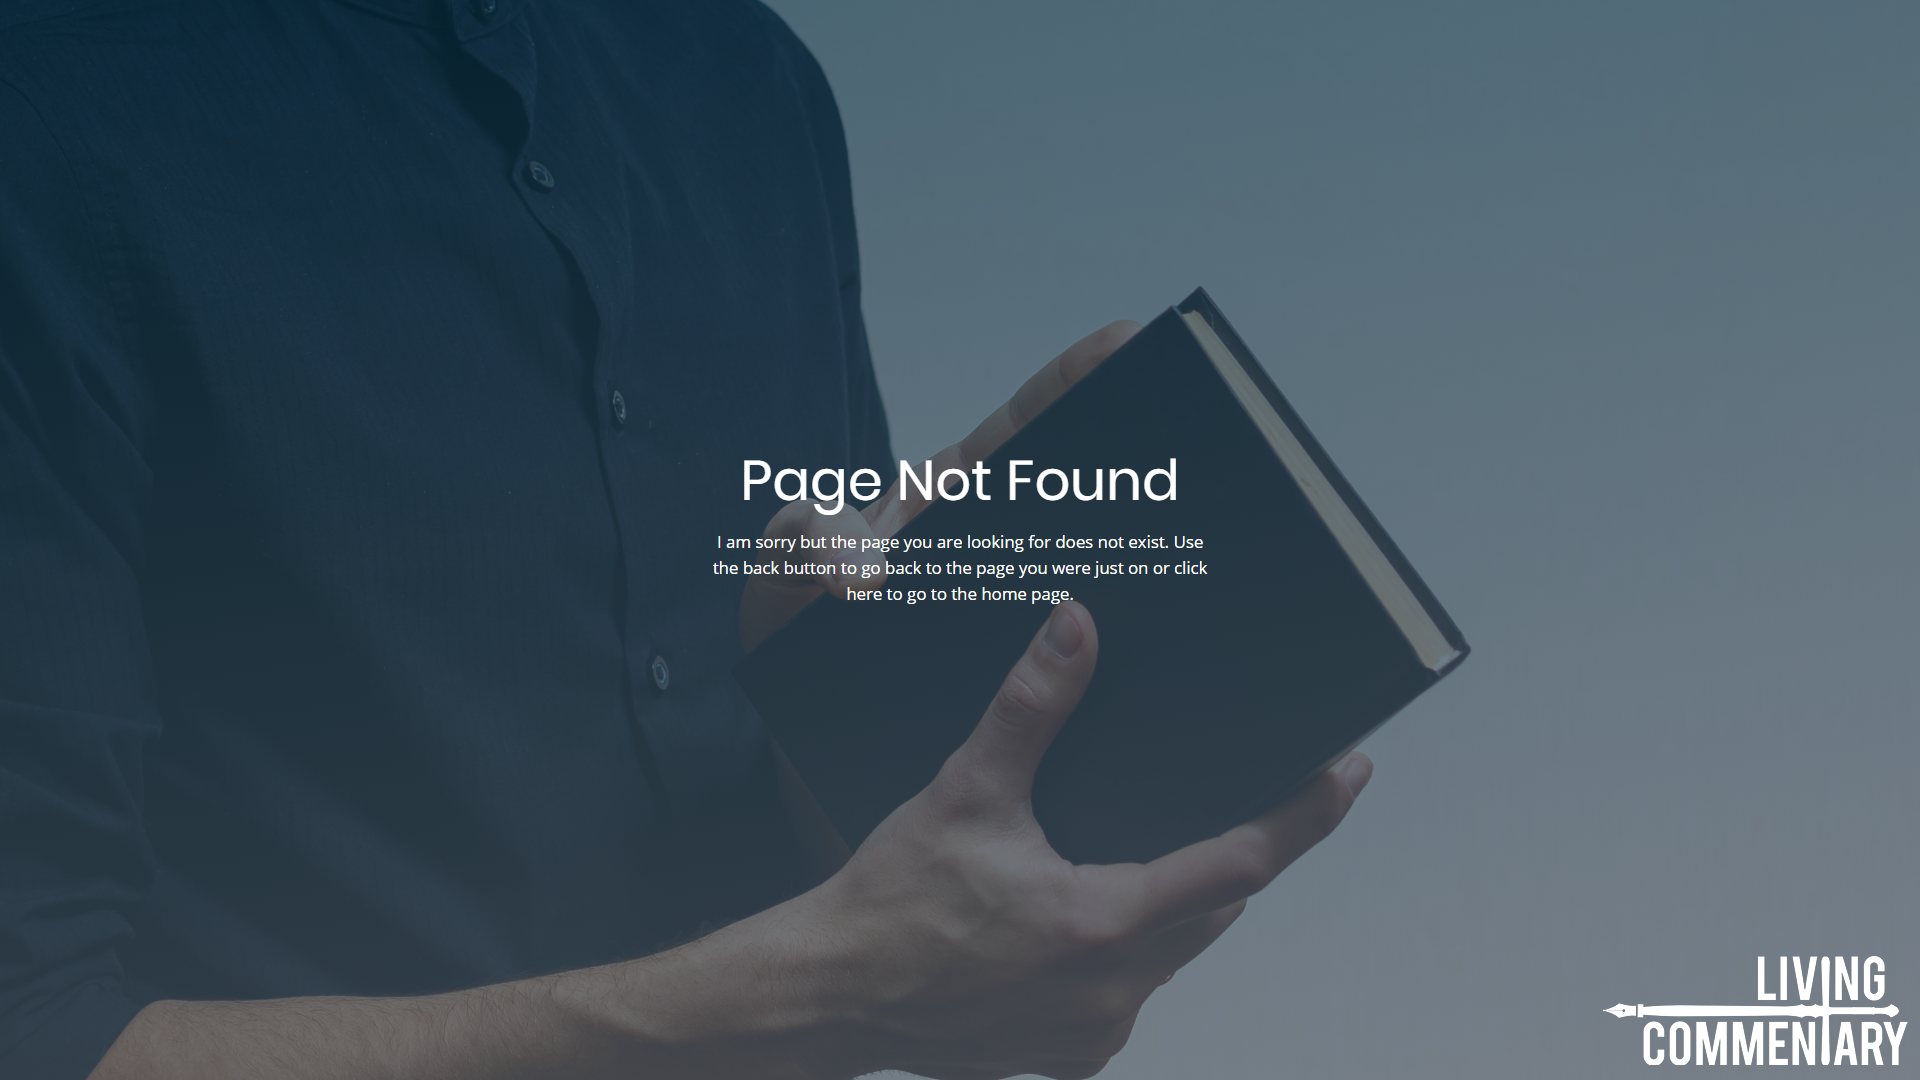 Page Not Found
I am sorry but the page you are looking for does not exist. Use
the back button to go back to the page you were just on or click
here to go to the home page.
LIVING
COMMENTARY